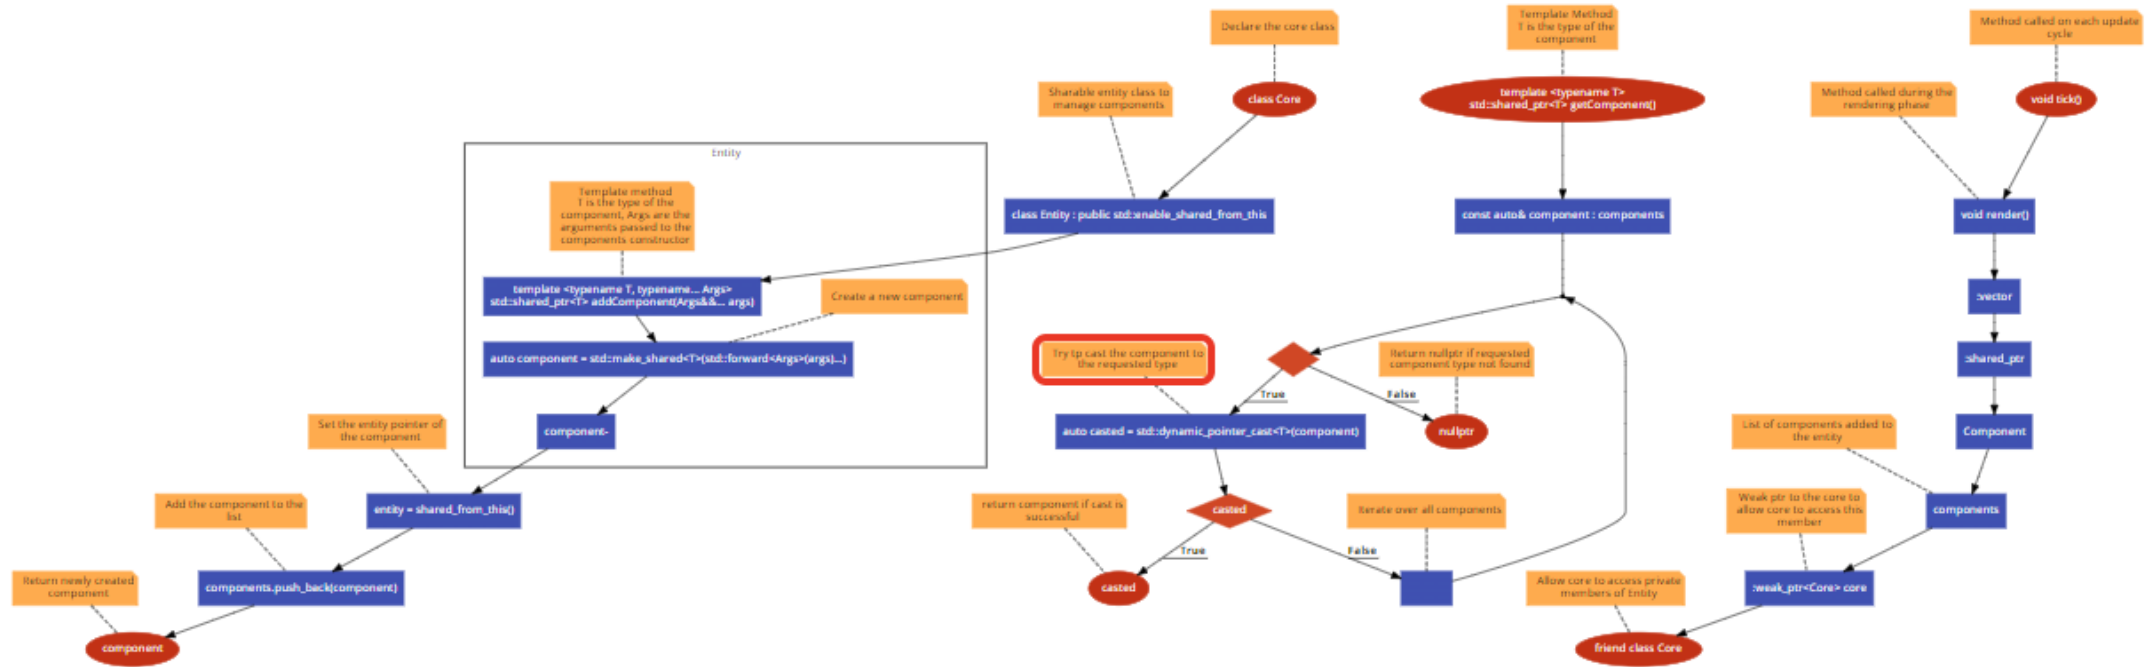 Declare the core class
Template Method
T is the type of the
component
Method called on each update
cycle
Sharable entity class to
manage components
class Core
template <typename T>
std::shared_ptr<T> getComponent()
Method called during the
rendering phase
void tick()
Entity
Template method
T is the type of the
component, Args are the
arguments passed to the
components constructor
class Entity : public std::enable_shared_from_this
const auto& component : components
void render()
template <typename T, typename... Args>
std::shared_ptr<T> addComponent(Args&&... args)
Create a new component
:vector
auto component = std::make_shared<T>(std::forward<Args>(args)...)
Try tp cast the component to
the requested type
Return nullptr if requested
component type not found
:shared_ptr
True
False
Set the entity pointer of
the component
component-
auto casted = std::dynamic_pointer_cast<T>(component)
nullptr
List of components added to
the entity
Component
Add the component to the
list
entity = shared_from_this()
return component if cast is
successful
casted
Iterate over all components
Weak ptr to the core to
allow core to access this
member
components
True
False
Return newly created
component
components.push_back(component)
casted
Allow core to access private
members of Entity
:weak_ptr<Core> core
component
friend class Core